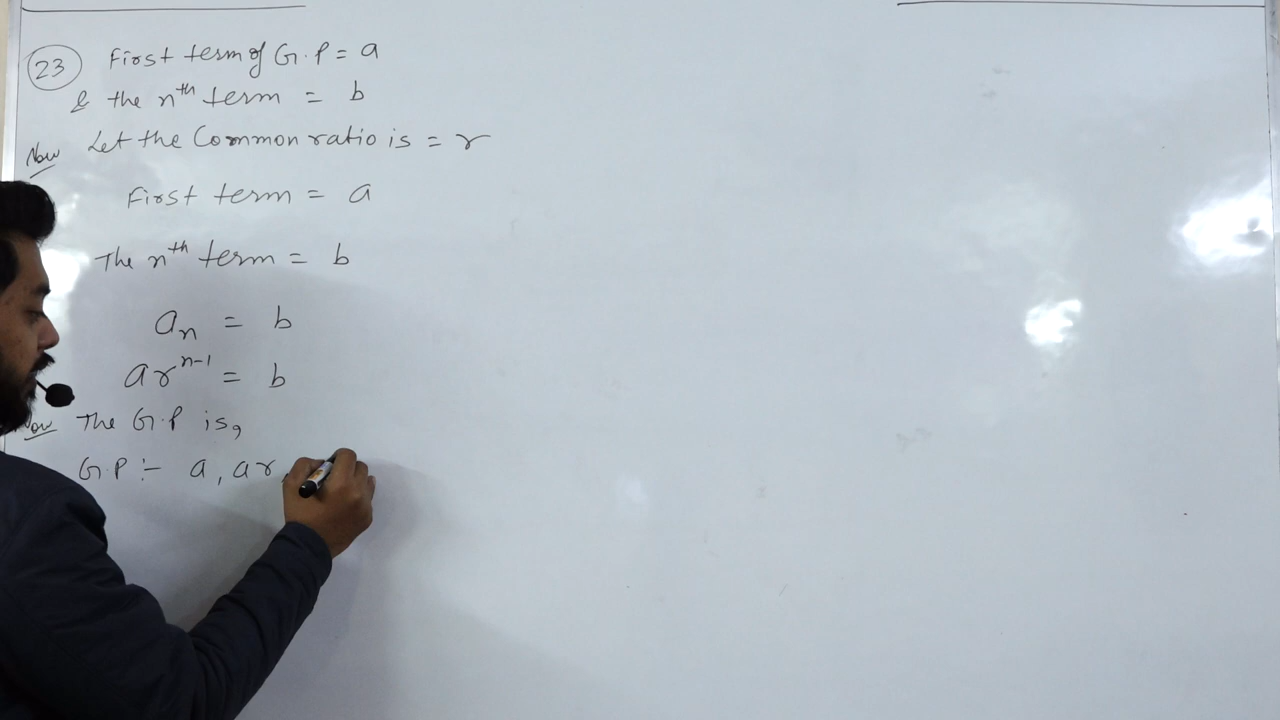 23 First term of G.P = a
& the nth term = b
Now Let the Common ratio is = r
First term = a
The nth term = b
aₙ = b
arⁿ⁻¹ = b
Now The G.P is,
G.P :- a, ar,